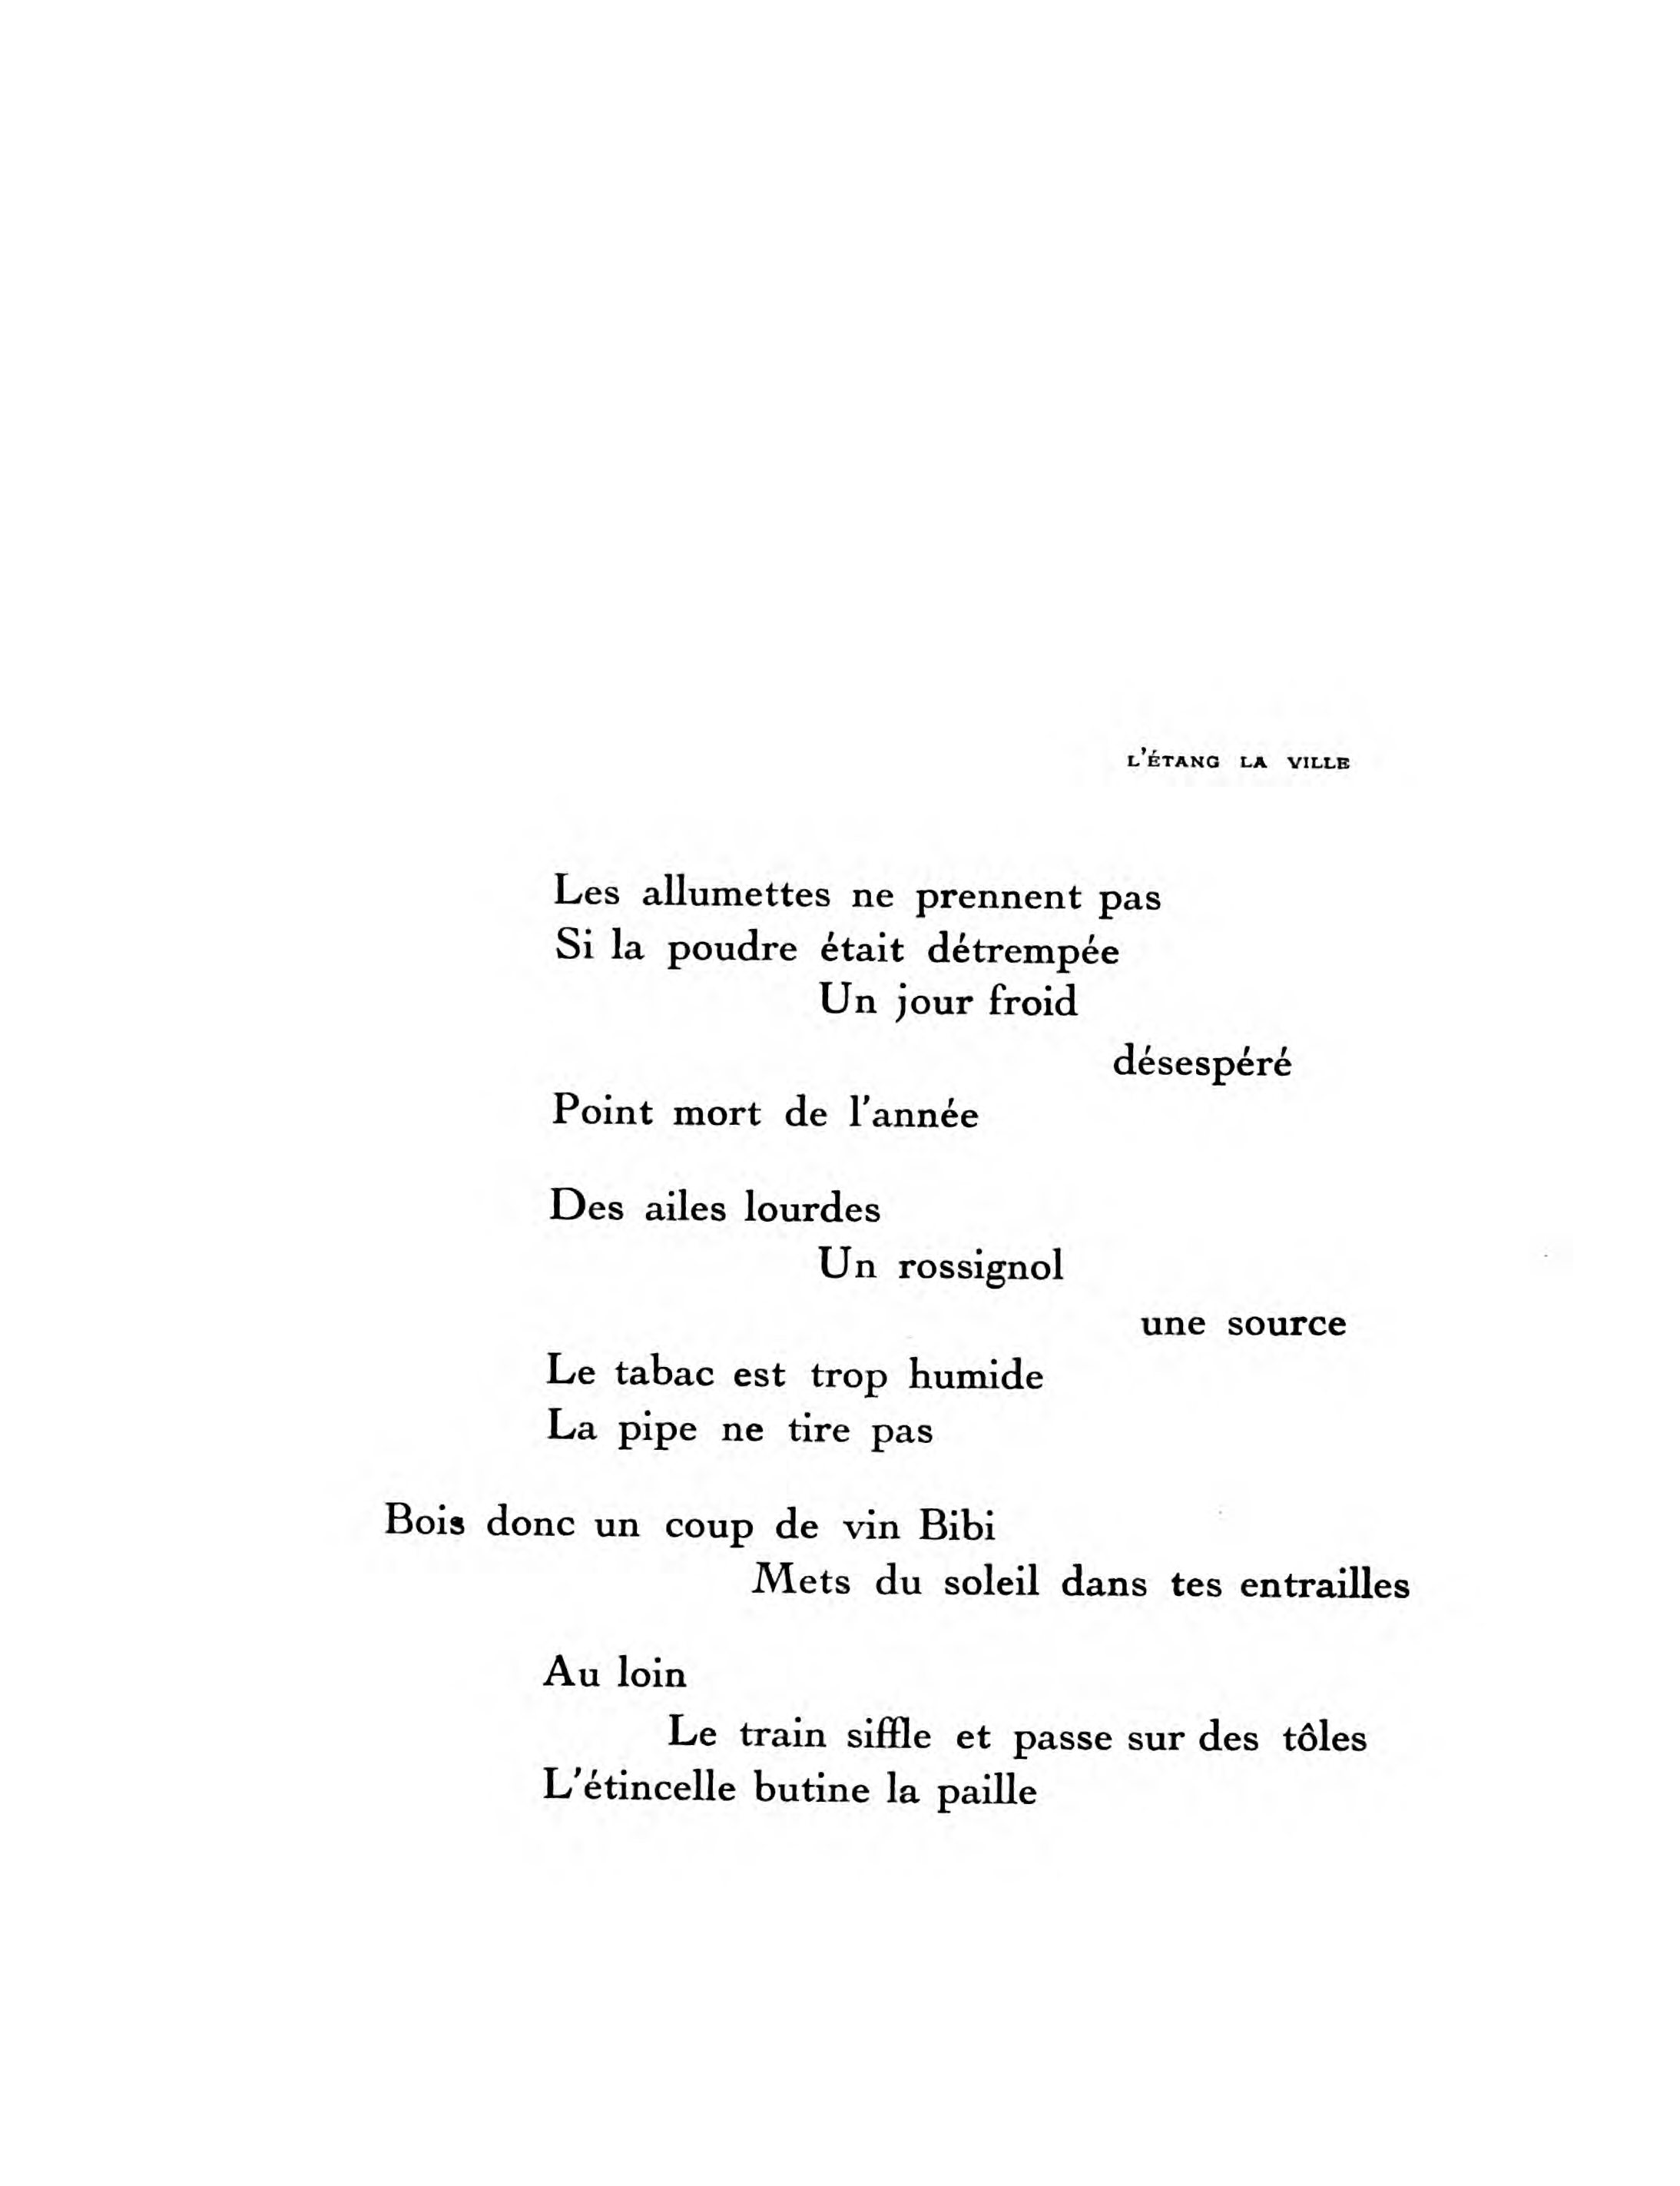 L'ÉTANG LA VILLE
Les allumettes ne prennent pas
Si la poudre était détrempée
Un jour froid
désespéré
Point mort de l'année
Des ailes lourdes
Un rossignol
une source
Le tabac est trop humide
La pipe ne tire pas
Bois donc un coup de vin Bibi
Mets du soleil dans tes entrailles
Au loin
Le train siffle et passe sur des tôles
L'étincelle butine la paille